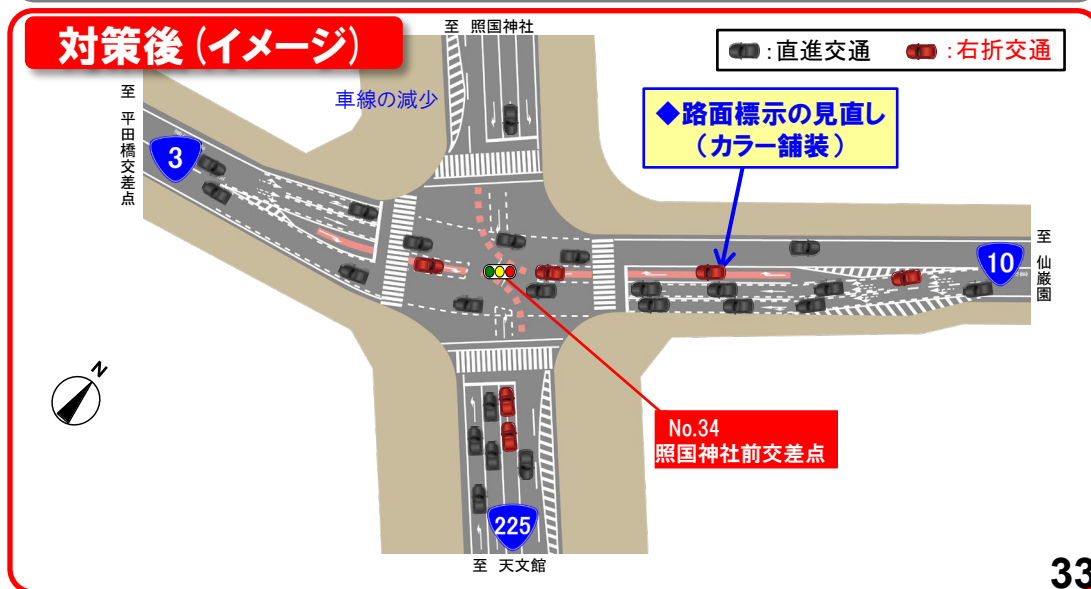 対策後(イメージ)
至 照国神社
:直進交通
:右折交通
車線の減少
◆路面標示の見直し
(カラー舗装)
至 平田橋交差点
3
至 仙巌園
10
N
No.34
照国神社前交差点
225
至 天文館
33